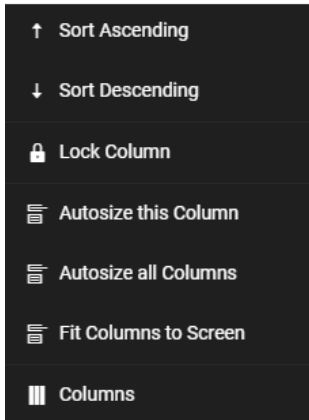 Sort Ascending
Sort Descending
Lock Column
Autosize this Column
Autosize all Columns
Fit Columns to Screen
Columns